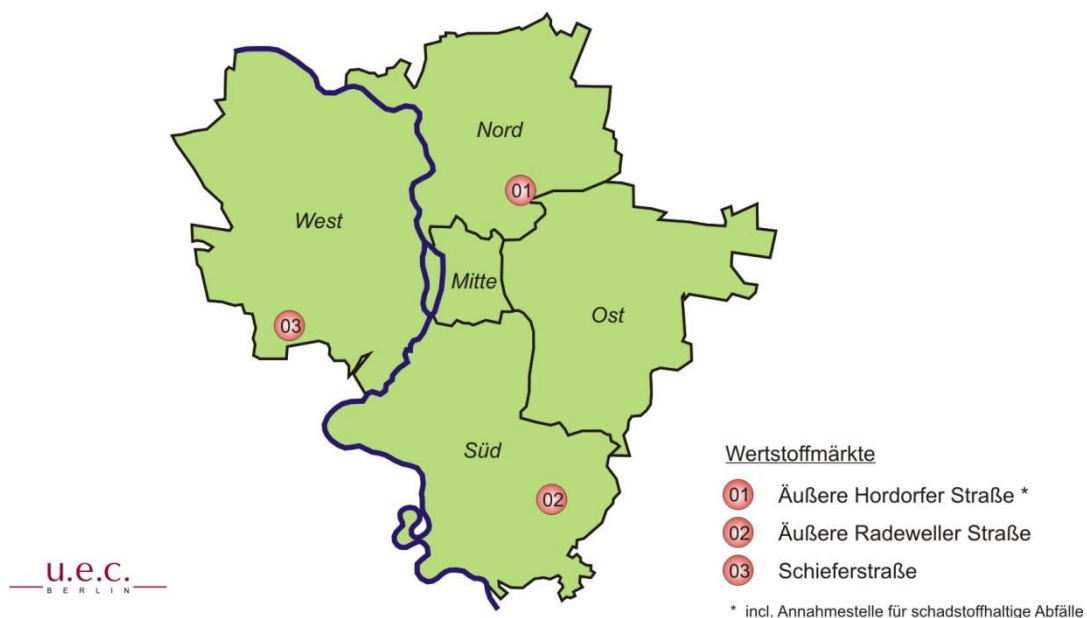 Nord
01
West
Mitte
Ost
03
Süd
02
Wertstoffmärkte
01 Äußere Hordorfer Straße *
02 Äußere Radeweller Straße
03 Schieferstraße
* incl. Annahmestelle für schadstoffhaltige Abfälle
u.e.c.
BERLIN